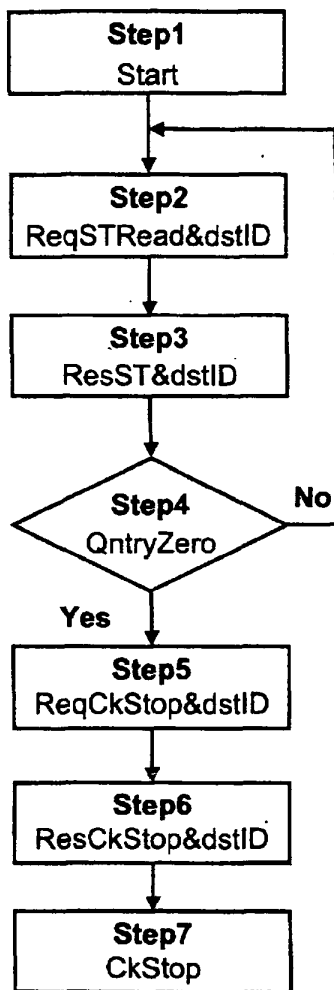 Step1
Start
Step2
ReqSTRead&dstID
Step3
ResST&dstID
Step4
QntryZero
No
Yes
Step5
ReqCkStop&dstID
Step6
ResCkStop&dstID
Step7
CkStop